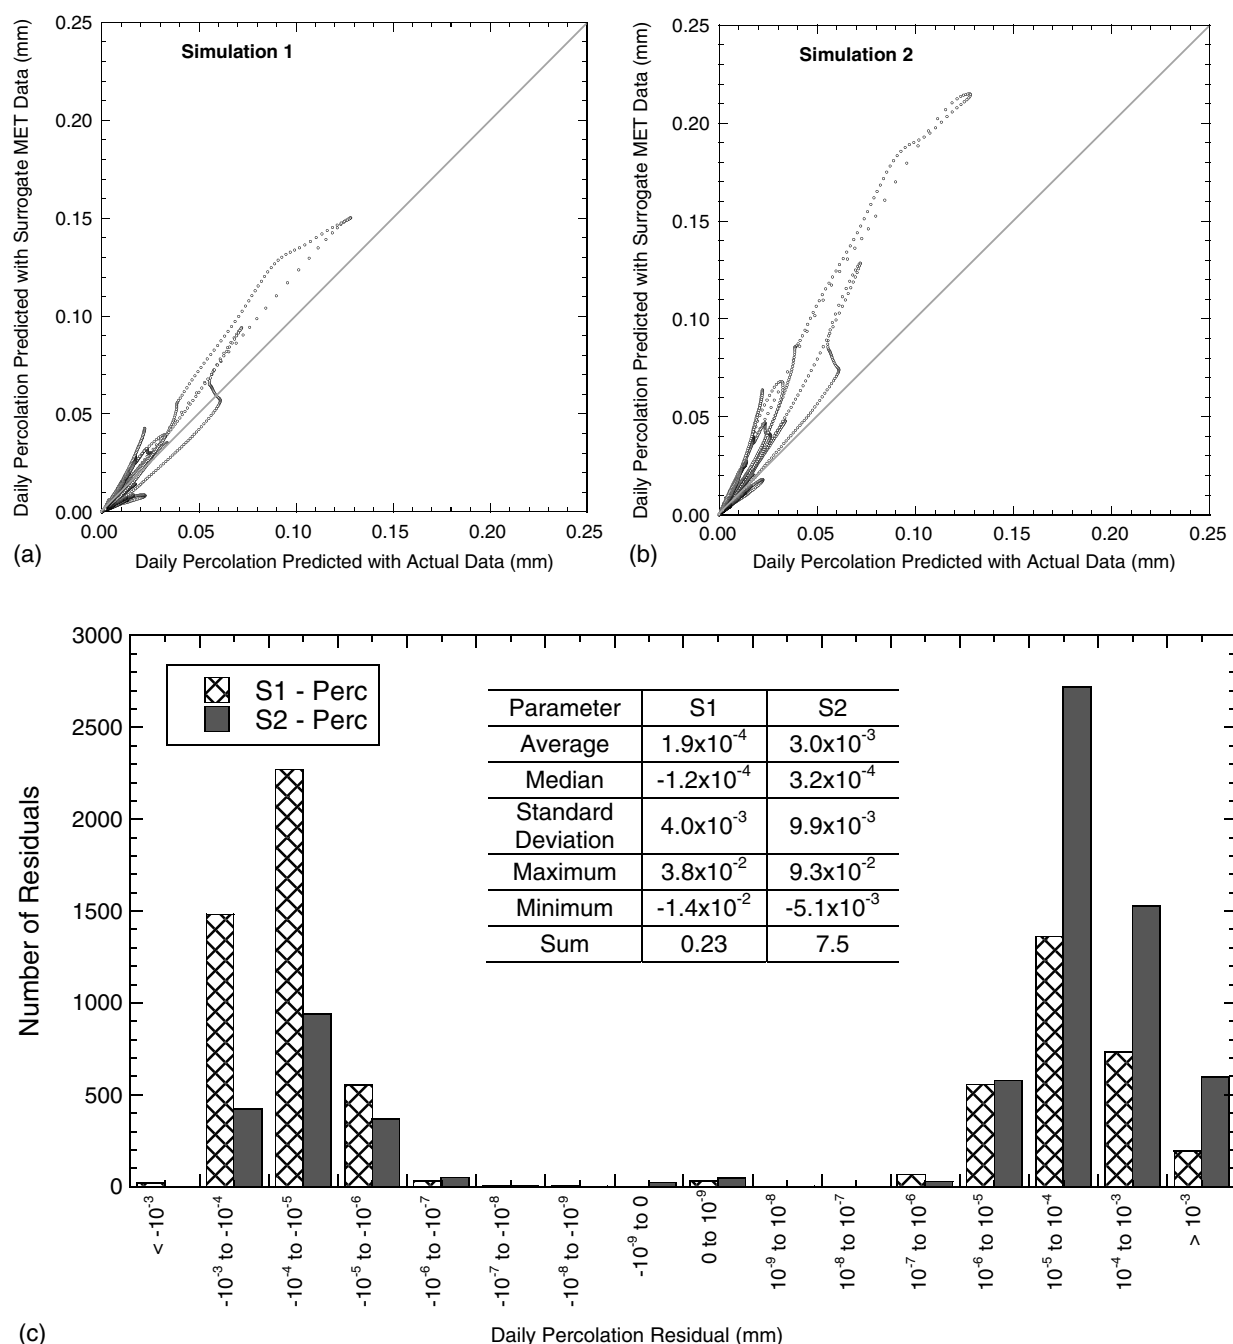 Simulation 1
Daily Percolation Predicted with Surrogate MET Data (mm)
0.25
0.20
0.15
0.10
0.05
0.00
0.00 0.05 0.10 0.15 0.20 0.25
(a)
Daily Percolation Predicted with Actual Data (mm)
Simulation 2
Daily Percolation Predicted with Surrogate MET Data (mm)
0.25
0.20
0.15
0.10
0.05
0.00
0.00 0.05 0.10 0.15 0.20 0.25
(b)
Daily Percolation Predicted with Actual Data (mm)
Number of Residuals
3000
2500
2000
1500
1000
500
0
S1 - Perc
S2 - Perc
Parameter S1 S2
Average 1.9x10⁻⁴ 3.0x10⁻³
Median -1.2x10⁻⁴ 3.2x10⁻⁴
Standard
Deviation 4.0x10⁻³ 9.9x10⁻³
Maximum 3.8x10⁻² 9.3x10⁻²
Minimum -1.4x10⁻² -5.1x10⁻³
Sum 0.23 7.5
< -10⁻³
-10⁻³ to -10⁻⁴
-10⁻⁴ to -10⁻⁵
-10⁻⁵ to -10⁻⁶
-10⁻⁶ to -10⁻⁷
-10⁻⁷ to -10⁻⁸
-10⁻⁸ to -10⁻⁹
-10⁻⁹ to 0
0 to 10⁻⁹
10⁻⁹ to 10⁻⁸
10⁻⁸ to 10⁻⁷
10⁻⁷ to 10⁻⁶
10⁻⁶ to 10⁻⁵
10⁻⁵ to 10⁻⁴
10⁻⁴ to 10⁻³
> 10⁻³
(c)
Daily Percolation Residual (mm)